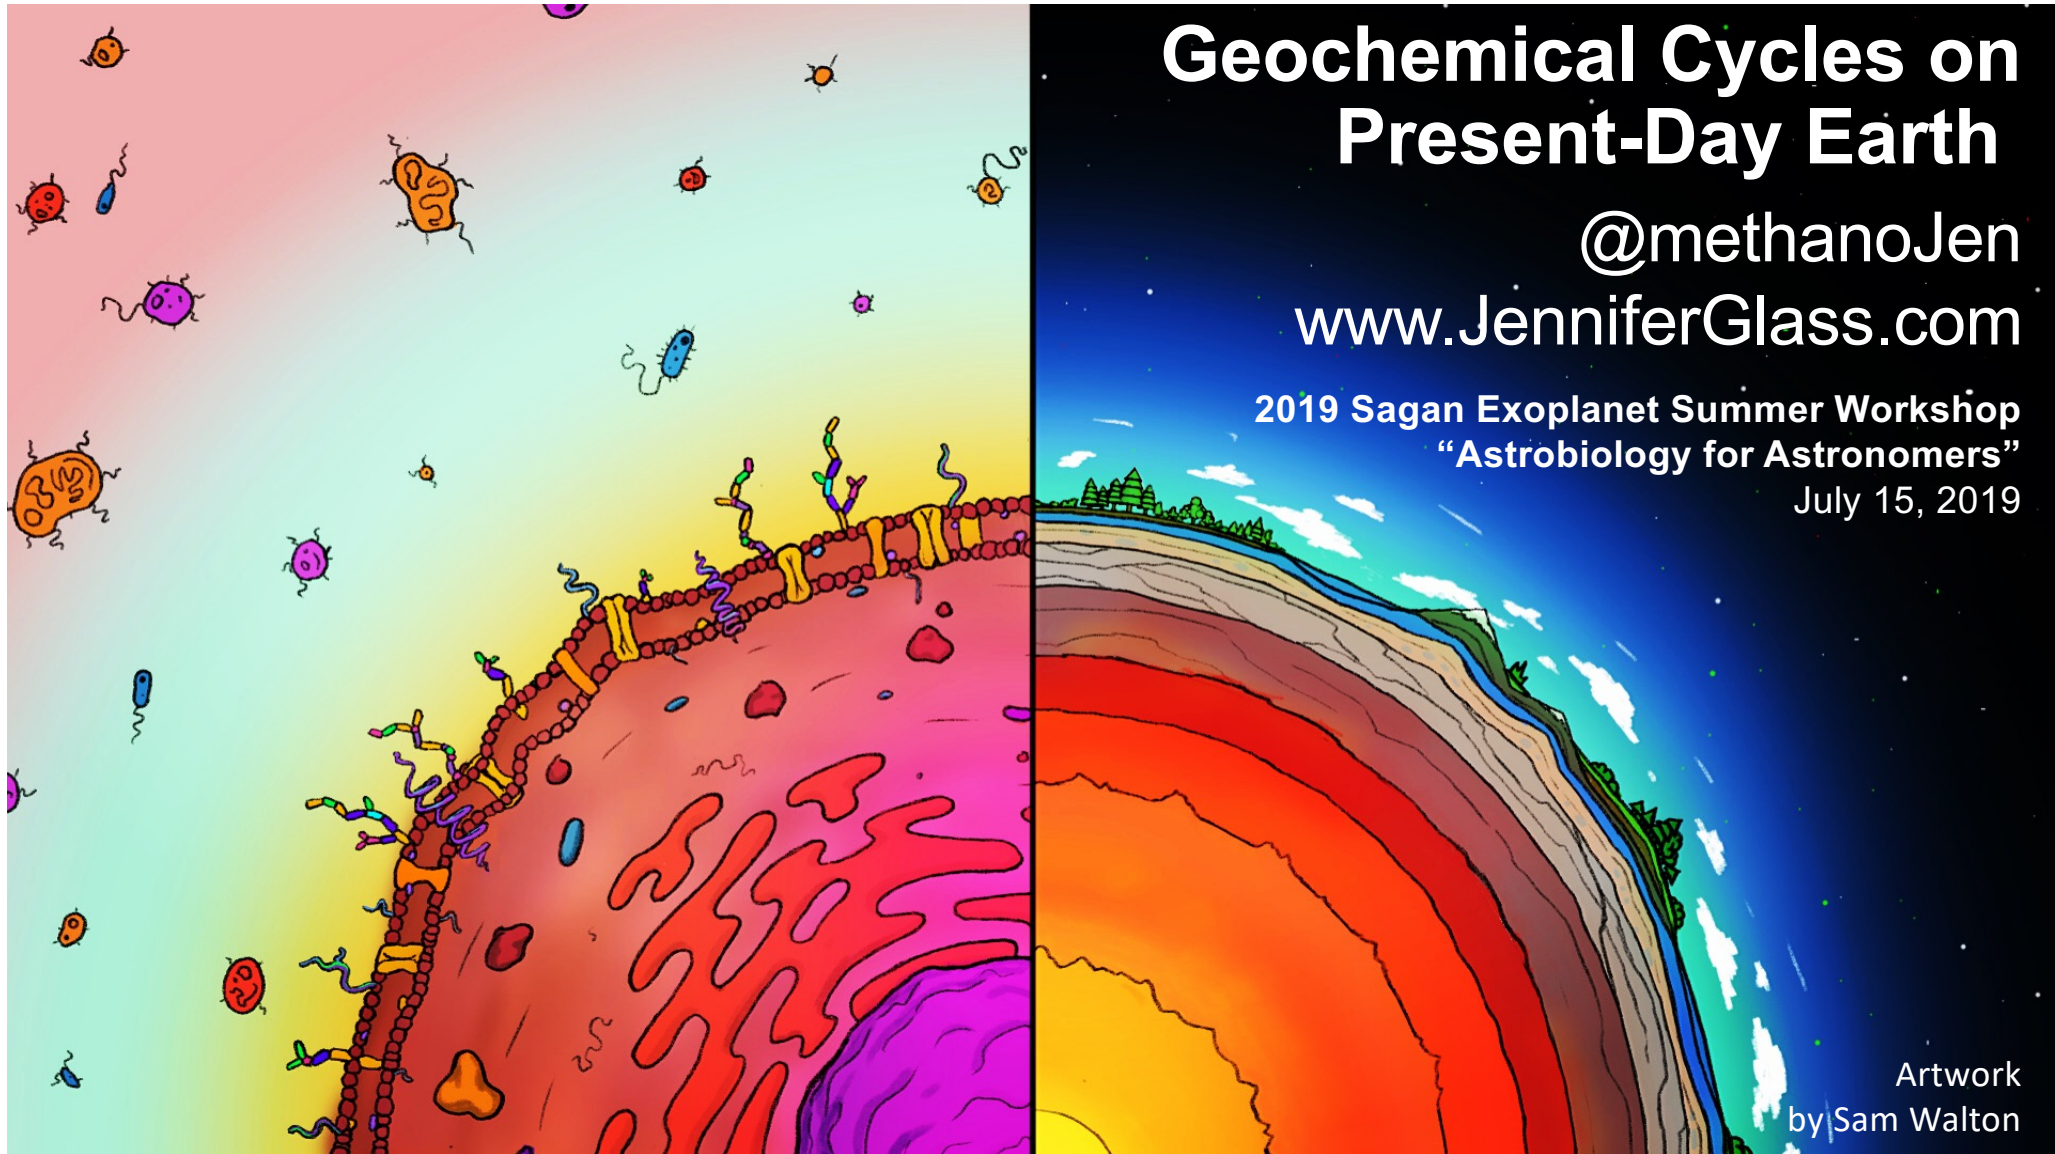 Geochemical Cycles on
Present-Day Earth
@methanoJen
www.JenniferGlass.com
2019 Sagan Exoplanet Summer Workshop
“Astrobiology for Astronomers”
July 15, 2019
Artwork
by Sam Walton